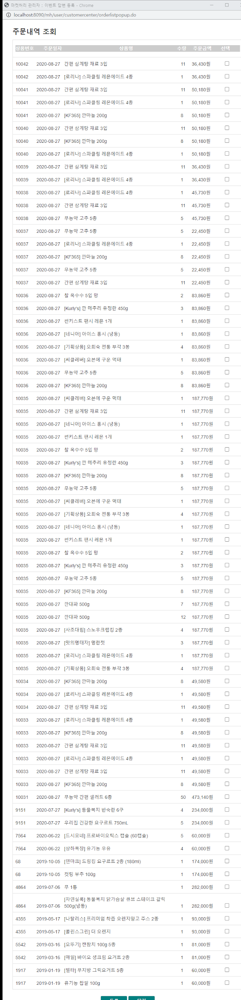 마켓허리 관리자 :: 이벤트 답변 등록 - Chrome
localhost:8090/mh/user/customercenter/orderlistpopup.do
주문내역 조회
상품번호 주문일자 상품명 수량 주문금액 선택
10042 2020-08-27 간편 삼계탕 재료 3입 11 36,430원
10042 2020-08-27 [로리나] 스파클링 레몬에이드 4종 1 36,430원
10041 2020-08-27 간편 삼계탕 재료 3입 11 50,180원
10041 2020-08-27 [로리나] 스파클링 레몬에이드 4종 1 50,180원
10041 2020-08-27 [KF365] 깐마늘 200g 8 50,180원
10040 2020-08-27 간편 삼계탕 재료 3입 11 50,180원
10040 2020-08-27 [KF365] 깐마늘 200g 8 50,180원
10040 2020-08-27 [로리나] 스파클링 레몬에이드 4종 1 50,180원
10039 2020-08-27 간편 삼계탕 재료 3입 11 36,430원
10039 2020-08-27 [로리나] 스파클링 레몬에이드 4종 1 36,430원
10038 2020-08-27 [로리나] 스파클링 레몬에이드 4종 1 45,730원
10038 2020-08-27 간편 삼계탕 재료 3입 11 45,730원
10038 2020-08-27 무농약 고추 5종 5 45,730원
10037 2020-08-27 무농약 고추 5종 5 22,450원
10037 2020-08-27 [로리나] 스파클링 레몬에이드 4종 1 22,450원
10037 2020-08-27 [KF365] 깐마늘 200g 8 22,450원
10037 2020-08-27 무농약 고추 5종 5 22,450원
10037 2020-08-27 간편 삼계탕 재료 3입 11 22,450원
10036 2020-08-27 찰 옥수수 5입 망 2 83,860원
10036 2020-08-27 [Kurly's] 깐 메추리 유정란 450g 3 83,860원
10036 2020-08-27 썬키스트 팬시 레몬 1개 1 83,860원
10036 2020-08-27 [네니아] 아이스 홍시 (냉동) 1 83,860원
10036 2020-08-27 [기획상품] 오희숙 전통 부각 3봉 4 83,860원
10036 2020-08-27 [씨클레버] 오븐에 구운 먹태 1 83,860원
10036 2020-08-27 무농약 고추 5종 5 83,860원
10036 2020-08-27 [KF365] 깐마늘 200g 8 83,860원
10035 2020-08-27 [씨클레버] 오븐에 구운 먹태 1 187,770원
10035 2020-08-27 간편 삼계탕 재료 3입 11 187,770원
10035 2020-08-27 [네니아] 아이스 홍시 (냉동) 1 187,770원
10035 2020-08-27 썬키스트 팬시 레몬 1개 1 187,770원
10035 2020-08-27 찰 옥수수 5입 망 2 187,770원
10035 2020-08-27 [Kurly's] 깐 메추리 유정란 450g 3 187,770원
10035 2020-08-27 [KF365] 깐마늘 200g 8 187,770원
10035 2020-08-27 무농약 고추 5종 5 187,770원
10035 2020-08-27 [씨클레버] 오븐에 구운 먹태 1 187,770원
10035 2020-08-27 [기획상품] 오희숙 전통 부각 3봉 4 187,770원
10035 2020-08-27 [네니아] 아이스 홍시 (냉동) 1 187,770원
10035 2020-08-27 썬키스트 팬시 레몬 1개 1 187,770원
10035 2020-08-27 찰 옥수수 5입 망 2 187,770원
10035 2020-08-27 [Kurly's] 깐 메추리 유정란 450g 3 187,770원
10035 2020-08-27 무농약 고추 5종 5 187,770원
10035 2020-08-27 [KF365] 깐마늘 200g 8 187,770원
10035 2020-08-27 깐대파 500g 7 187,770원
10035 2020-08-27 깐대파 500g 12 187,770원
10035 2020-08-27 [사조대림] 스노우크랩킹 2종 4 187,770원
10035 2020-08-27 [맛의명태자] 명란젓 3 187,770원
10035 2020-08-27 [로리나] 스파클링 레몬에이드 4종 1 187,770원
10035 2020-08-27 [기획상품] 오희숙 전통 부각 3봉 4 187,770원
10034 2020-08-27 [KF365] 깐마늘 200g 8 49,580원
10034 2020-08-27 [로리나] 스파클링 레몬에이드 4종 1 49,580원
10034 2020-08-27 간편 삼계탕 재료 3입 11 49,580원
10033 2020-08-27 [로리나] 스파클링 레몬에이드 4종 1 49,580원
10033 2020-08-27 [KF365] 깐마늘 200g 8 49,580원
10033 2020-08-27 간편 삼계탕 재료 3입 11 49,580원
10033 2020-08-27 [로리나] 스파클링 레몬에이드 4종 1 49,580원
10033 2020-08-27 간편 삼계탕 재료 3입 11 49,580원
10033 2020-08-27 [KF365] 깐마늘 200g 8 49,580원
10031 2020-08-27 무농약 간편 샐러드 6종 50 473,140원
9151 2020-07-27 [Kurly's] 동물복지 반숙란 6구 4 234,000원
9151 2020-07-27 우리집 건강한 요구르트 750mL 5 234,000원
7564 2020-06-22 [드시모네] 프로바이오틱스 캡슐 (60캡슐) 5 60,000원
7564 2020-06-22 [상하목장] 유기농 우유 4 60,000원
68 2019-10-05 [덴마크] 드링킹 요구르트 2종 (180ml) 1 174,000원
68 2019-10-05 컷팅 부추 100g 1 174,000원
4864 2019-07-06 무 1통 1 282,000원
[자연실록] 동물복지 닭가슴살 큐브 스테이크 갈릭
4864 2019-07-06 500g(냉동) 1 282,000원
4355 2019-05-17 [나탈리스] 프리미엄 착즙 오렌지망고 주스 2종 1 93,000원
4355 2019-05-17 [콜린스그린] 더 오렌지 1 93,000원
5542 2019-03-16 [오뚜기] 캔참치 100g 5종 1 81,000원
5542 2019-03-16 [매일] 바이오 생크림 요거트 2종 1 81,000원
1917 2019-01-19 [멜타] 무지방 그릭요거트 5종 1 60,000원
1917 2019-01-19 유기농 찹쌀 100g 1 60,000원